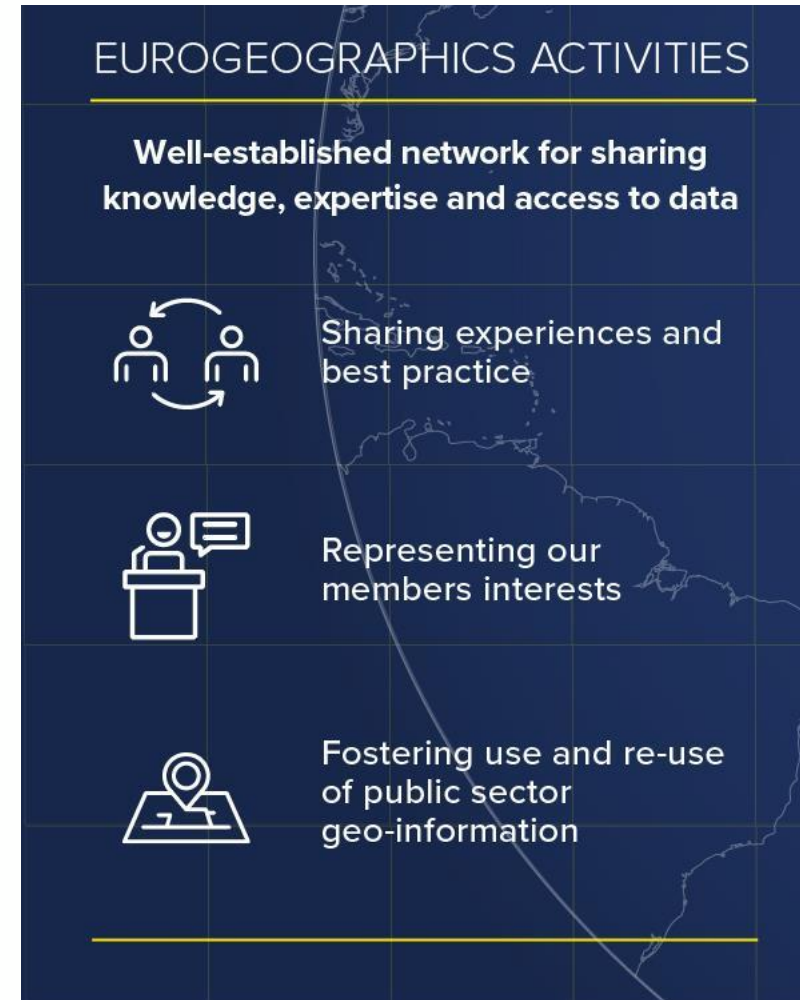 EUROGEOGRAPHICS ACTIVITIES
Well-established network for sharing
knowledge, expertise and access to data
Sharing experiences and
best practice
Representing our
members interests
Fostering use and re-use
of public sector
geo-information